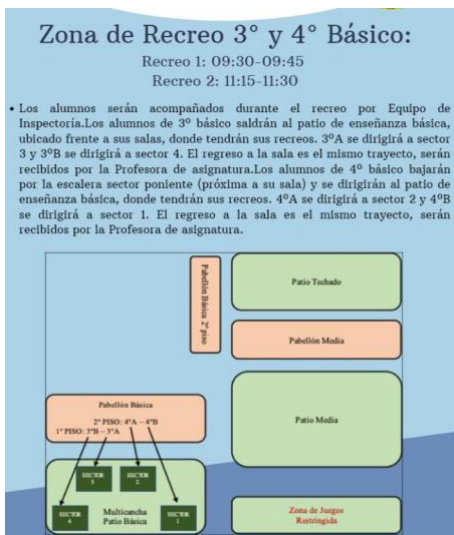 Zona de Recreo 3° y 4° Básico:
Recreo 1: 09:30-09:45
Recreo 2: 11:15-11:30
• Los alumnos serán acompañados durante el recreo por Equipo de
Inspectoría.Los alumnos de 3º básico saldrán al patio de enseñanza básica,
ubicado frente a sus salas, donde tendrán sus recreos. 3ºA se dirigirá a sector
3 y 3ºB se dirigirá a sector 4. El regreso a la sala es el mismo trayecto, serán
recibidos por la Profesora de asignatura.Los alumnos de 4º básico bajarán
por la escalera sector poniente (próxima a su sala) y se dirigirán al patio de
enseñanza básica, donde tendrán sus recreos. 4ºA se dirigirá a sector 2 y 4ºB
se dirigirá a sector 1. El regreso a la sala es el mismo trayecto, serán
recibidos por la Profesora de asignatura.
Pabellón Básica 2º piso
Patio Techado
Pabellón Media
Pabellón Básica
2º PISO: 4ºA – 4ºB
1º PISO: 3ºB – 3ºA
Patio Media
SECTOR
3
SECTOR
2
SECTOR
4
Multicancha
Patio Básica
SECTOR
1
Zona de Juegos
Restringida